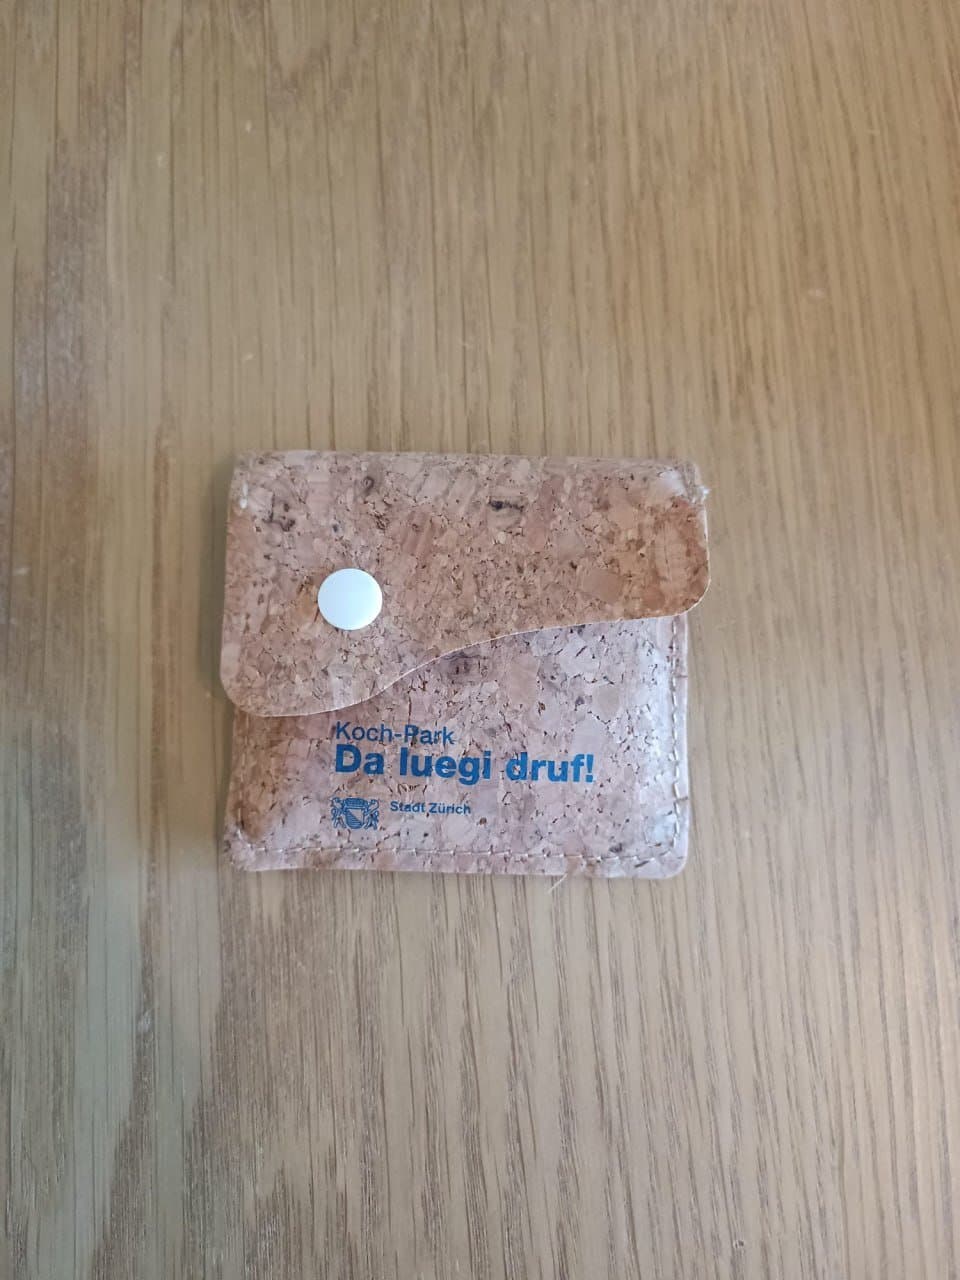 Koch-Park
Da luegi druf!
Stadt Zürich